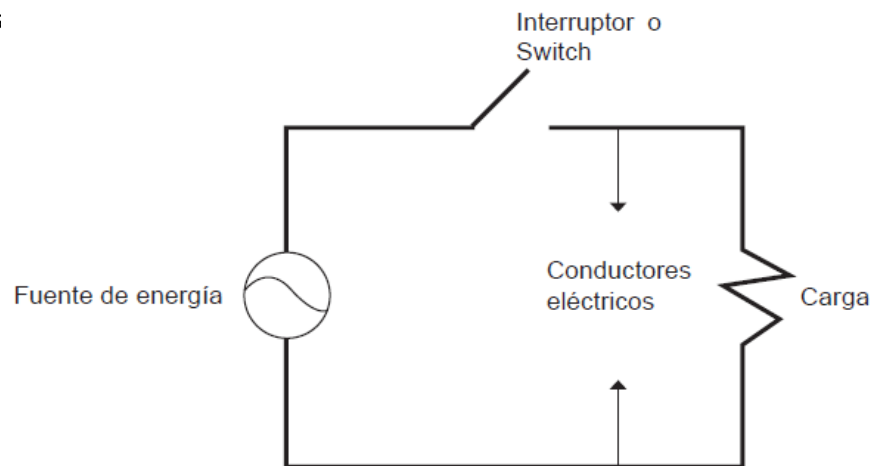 Interruptor o
Switch
Fuente de energía
Conductores
eléctricos
Carga